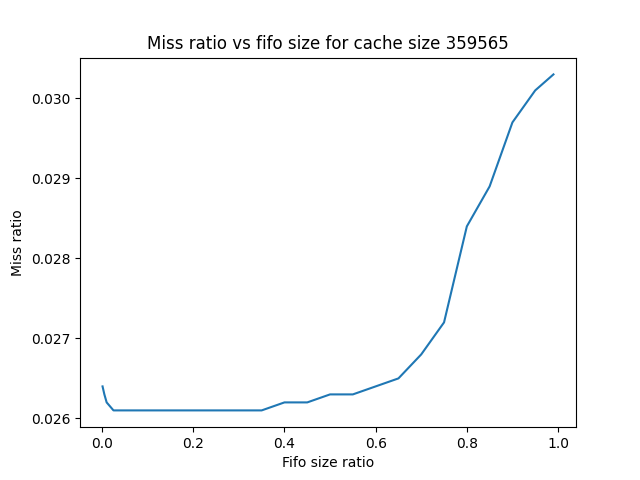 Miss ratio vs fifo size for cache size 359565
0.030
0.029
0.028
0.027
0.026
Miss ratio
0.0 0.2 0.4 0.6 0.8 1.0
Fifo size ratio